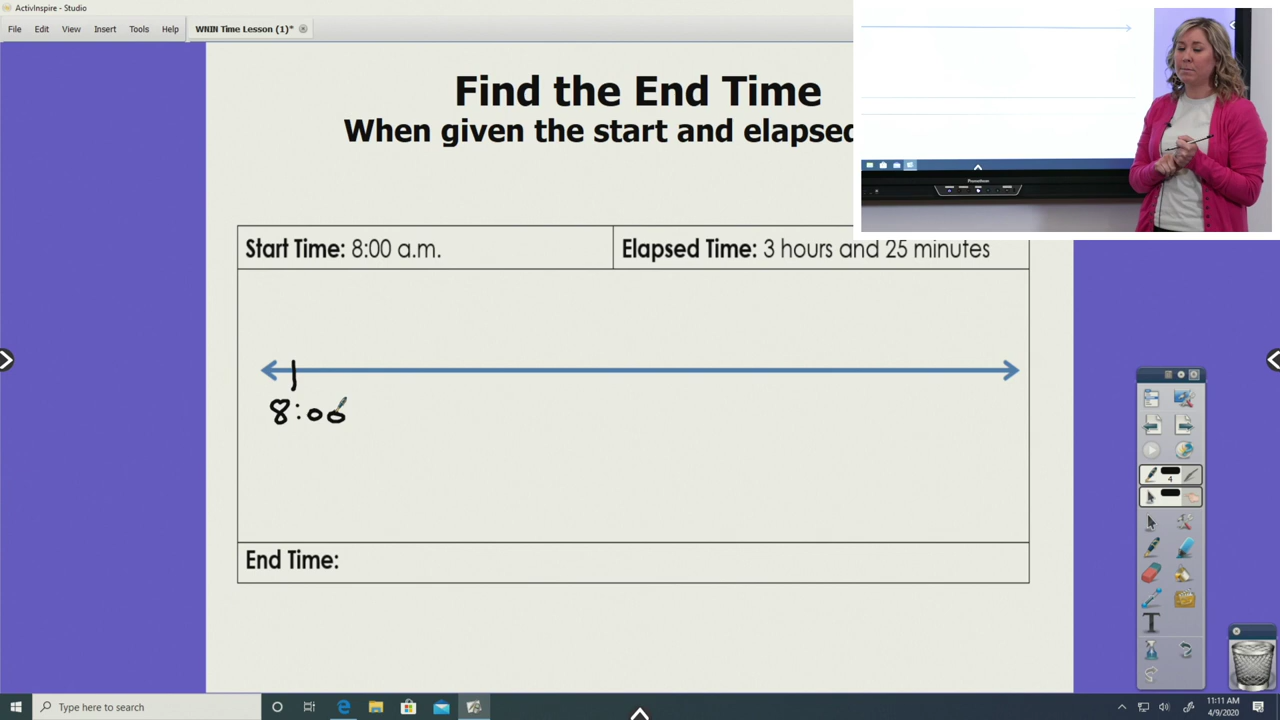 ActivInspire - Studio
File Edit View Insert Tools Help WNIN Time Lesson (1)*
Find the End Time
When given the start and elapsed
Start Time: 8:00 a.m. Elapsed Time: 3 hours and 25 minutes
8:00
End Time:
4
Type here to search
11:11 AM
4/9/2020